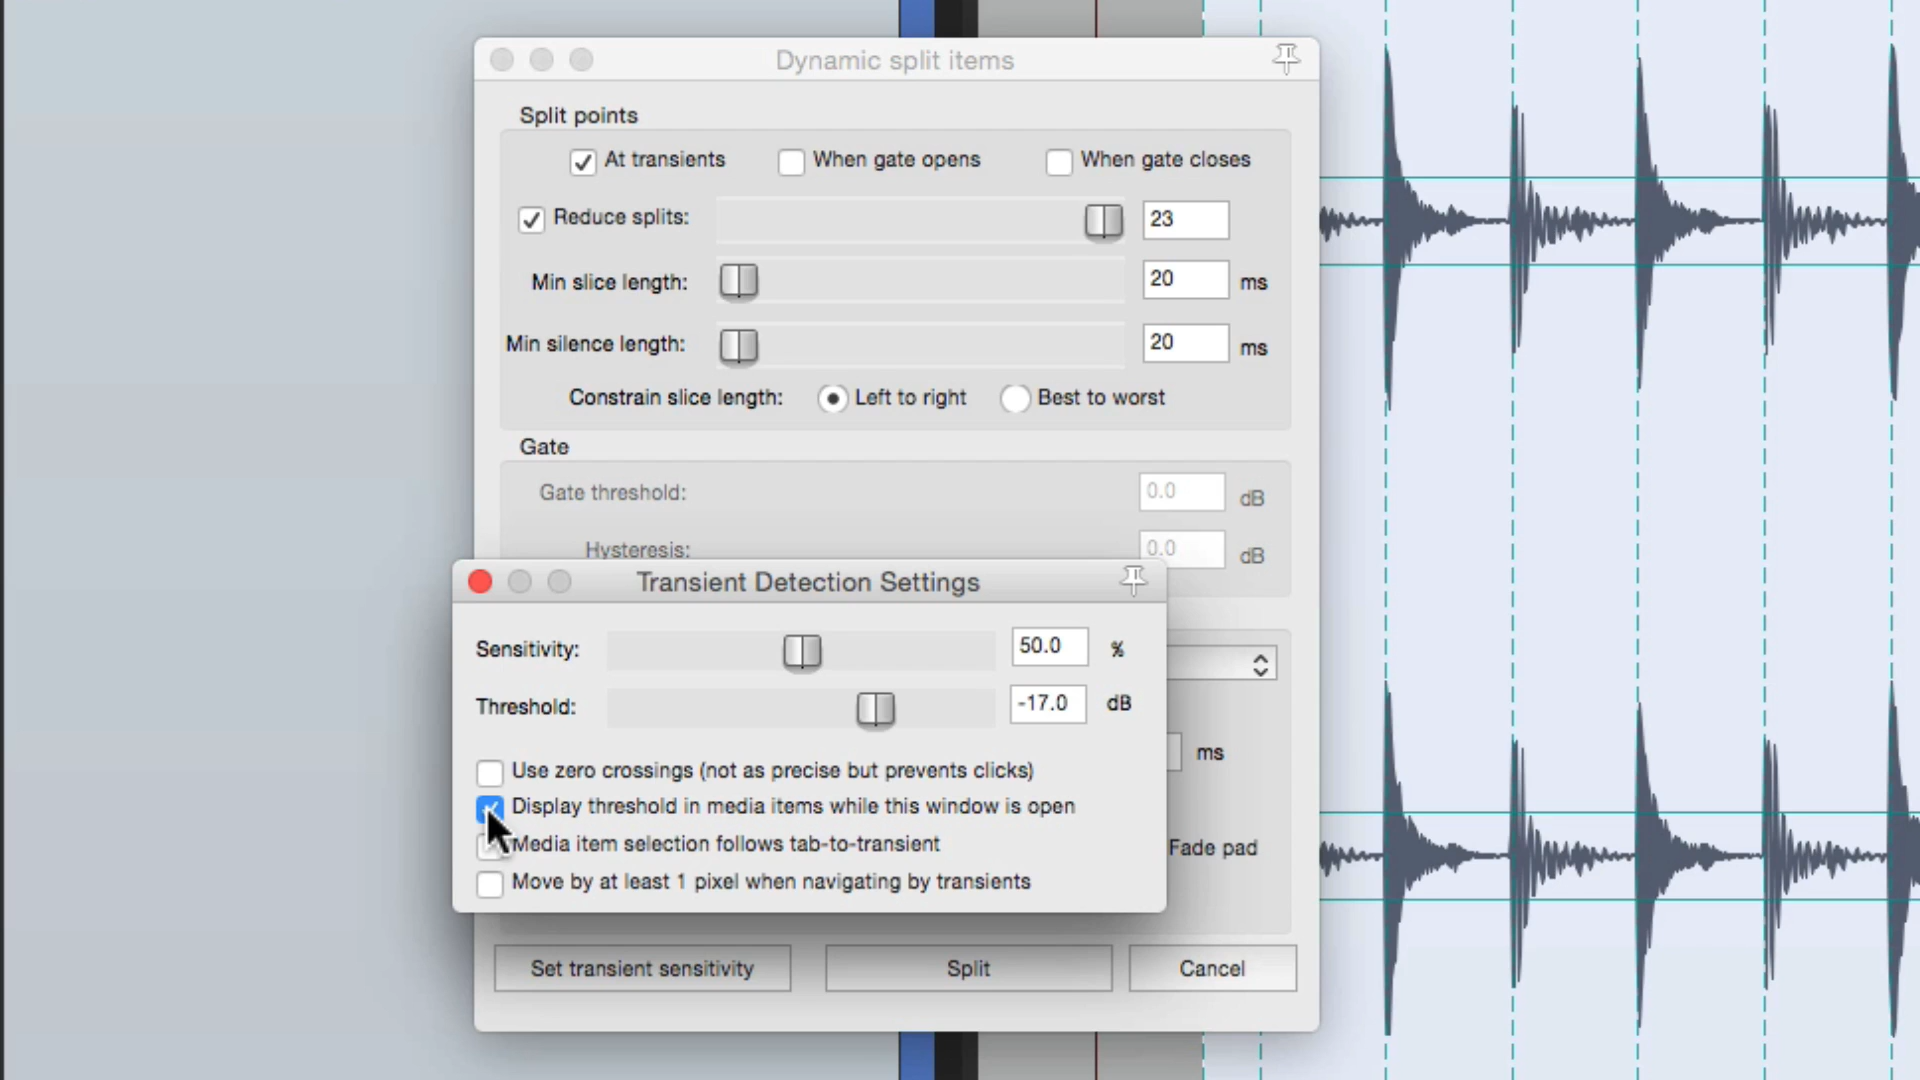 Dynamic split items
Split points
At transients
When gate opens
When gate closes
Reduce splits:
23
Min slice length:
20
ms
Min silence length:
20
ms
Constrain slice length:
Left to right
Best to worst
Gate
Gate threshold:
0.0
dB
Hysteresis:
0.0
dB
Transient Detection Settings
Sensitivity:
50.0
%
Threshold:
-17.0
dB
Use zero crossings (not as precise but prevents clicks)
ms
Display threshold in media items while this window is open
Media item selection follows tab-to-transient
Fade pad
Move by at least 1 pixel when navigating by transients
Set transient sensitivity
Split
Cancel